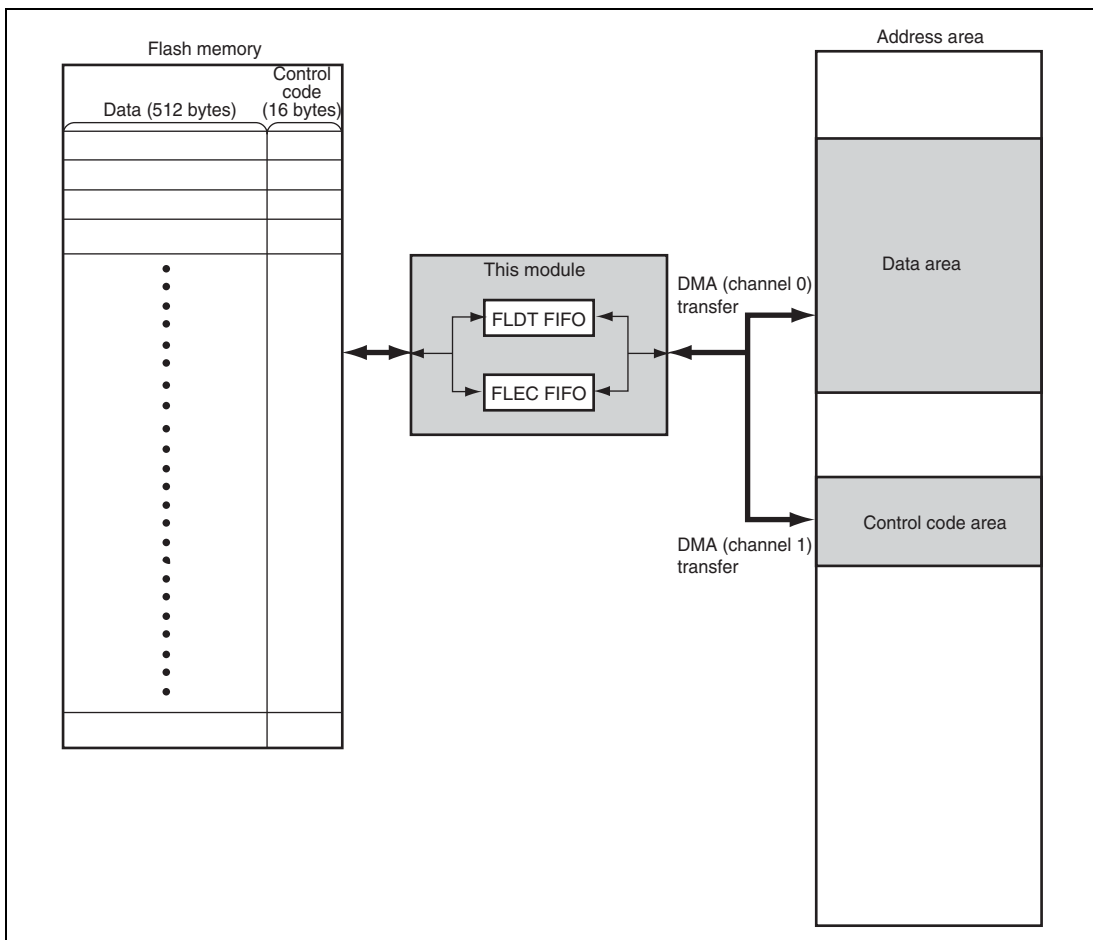 Flash memory
Control
code
Data (512 bytes)
(16 bytes)
This module
FLDT FIFO
FLEC FIFO
DMA (channel 0)
transfer
DMA (channel 1)
transfer
Address area
Data area
Control code area